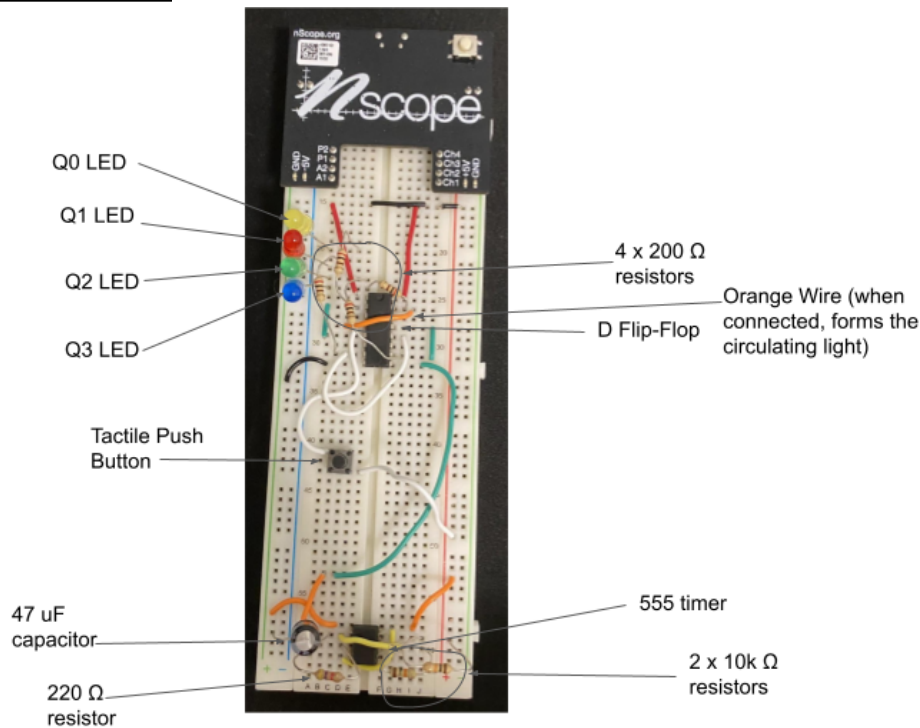 nScope.org
nscope
GND
-5V
P2
P1
A2
A1
Ch4
Ch3
Ch2
Ch1
+5V
GND
Q0 LED
Q1 LED
Q2 LED
Q3 LED
4 x 200 Ω
resistors
Orange Wire (when
connected, forms the
circulating light)
D Flip-Flop
Tactile Push
Button
555 timer
47 uF
capacitor
2 x 10k Ω
resistors
220 Ω
resistor
+ -
A B C D E
F G H I J
+